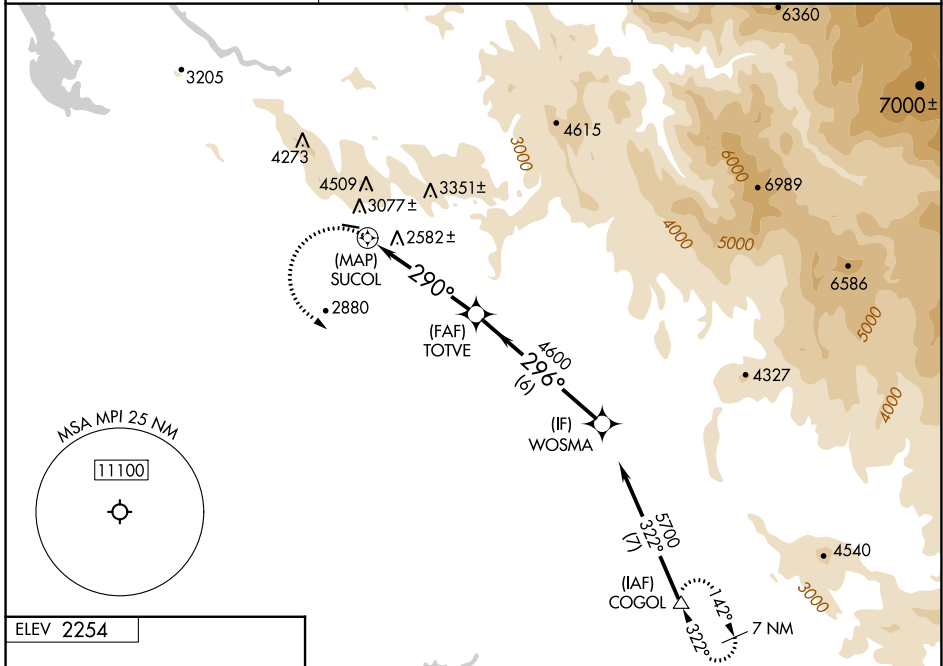 6360
3205
7000±
4615
3000
4273
6000
4509
3351±
6989
3077±
4000
5000
2582±
(MAP)
SUCOL
290°
6586
2880
(FAF)
TOTVE
5000
4600
296°
(6)
4327
4000
(IF)
WOSMA
MSA MPI 25 NM
11100
5700
322°
(7)
4540
(IAF)
COGOL
142°
3000
322°
7 NM
ELEV 2254